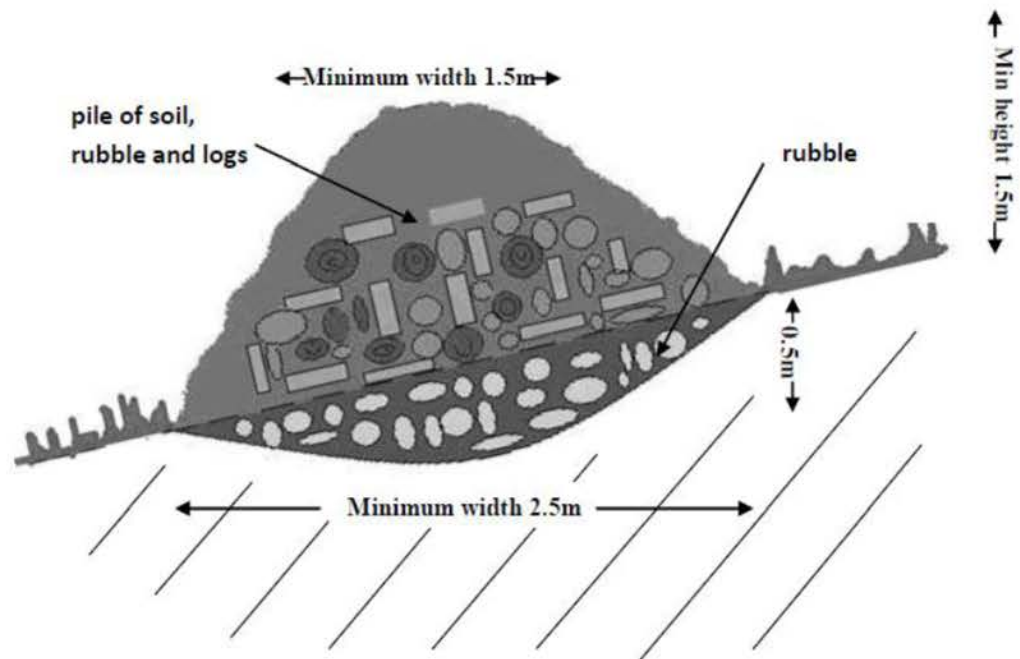 Minimum width 1.5m
pile of soil,
rubble and logs
rubble
Min height 1.5m
0.5m
Minimum width 2.5m